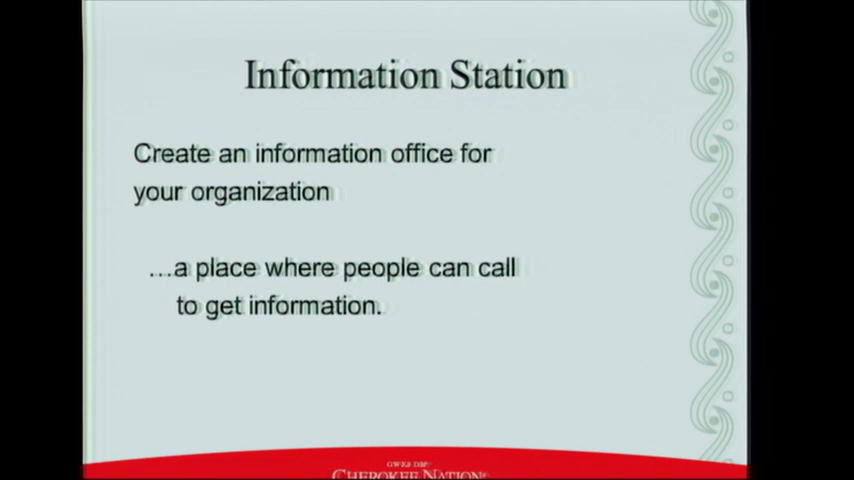 Information Station
Create an information office for
your organization
…a place where people can call
to get information.
CHEROKEE NATION